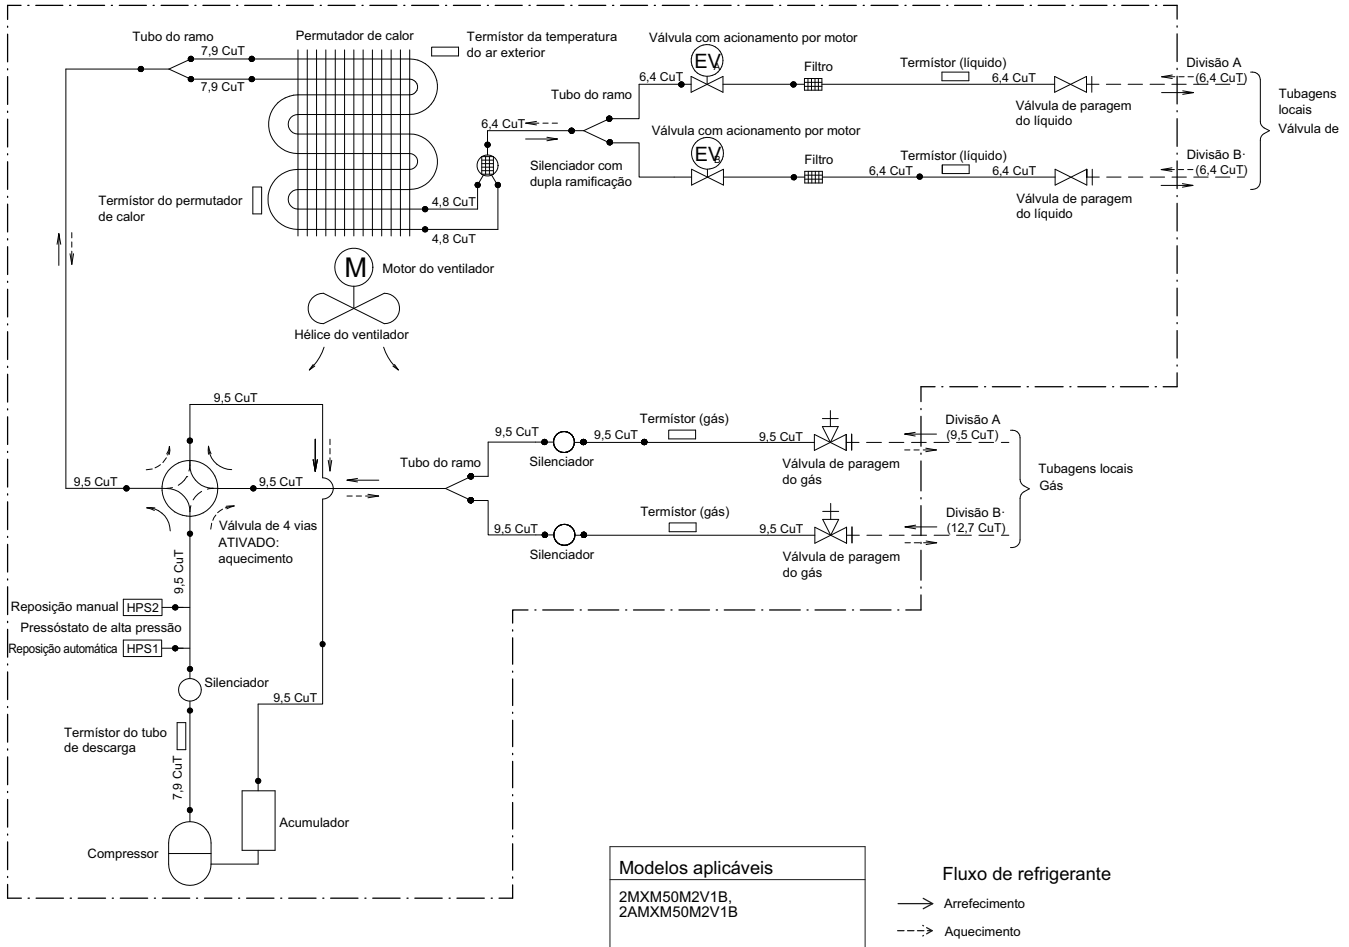 Tubo do ramo
7,9 CuT
7,9 CuT
Permutador de calor
Termístor da temperatura
do ar exterior
Válvula com acionamento por motor
EVA
6,4 CuT
Filtro
Termístor (líquido)
6,4 CuT
Válvula de paragem
do líquido
Divisão A
(6,4 CuT)
Tubo do ramo
6,4 CuT
Silenciador com
dupla ramificação
Válvula com acionamento por motor
EVB
Filtro
6,4 CuT
Termístor (líquido)
6,4 CuT
Válvula de paragem
do líquido
Divisão B·
(6,4 CuT)
Tubagens
locais
Válvula de
Termístor do permutador
de calor
4,8 CuT
4,8 CuT
M
Motor do ventilador
Hélice do ventilador
9,5 CuT
9,5 CuT
9,5 CuT
Válvula de 4 vias
ATIVADO:
aquecimento
Tubo do ramo
9,5 CuT
Silenciador
9,5 CuT
Termístor (gás)
9,5 CuT
Válvula de paragem
do gás
Divisão A
(9,5 CuT)
9,5 CuT
Silenciador
Termístor (gás)
9,5 CuT
Válvula de paragem
do gás
Divisão B·
(12,7 CuT)
Tubagens locais
Gás
9,5 CuT
Reposição manual
HPS2
Pressóstato de alta pressão
Reposição automática
HPS1
Silenciador
9,5 CuT
Termístor do tubo
de descarga
7,9 CuT
Acumulador
Compressor
Modelos aplicáveis
2MXM50M2V1B,
2AMXM50M2V1B
Fluxo de refrigerante
Arrefecimento
Aquecimento